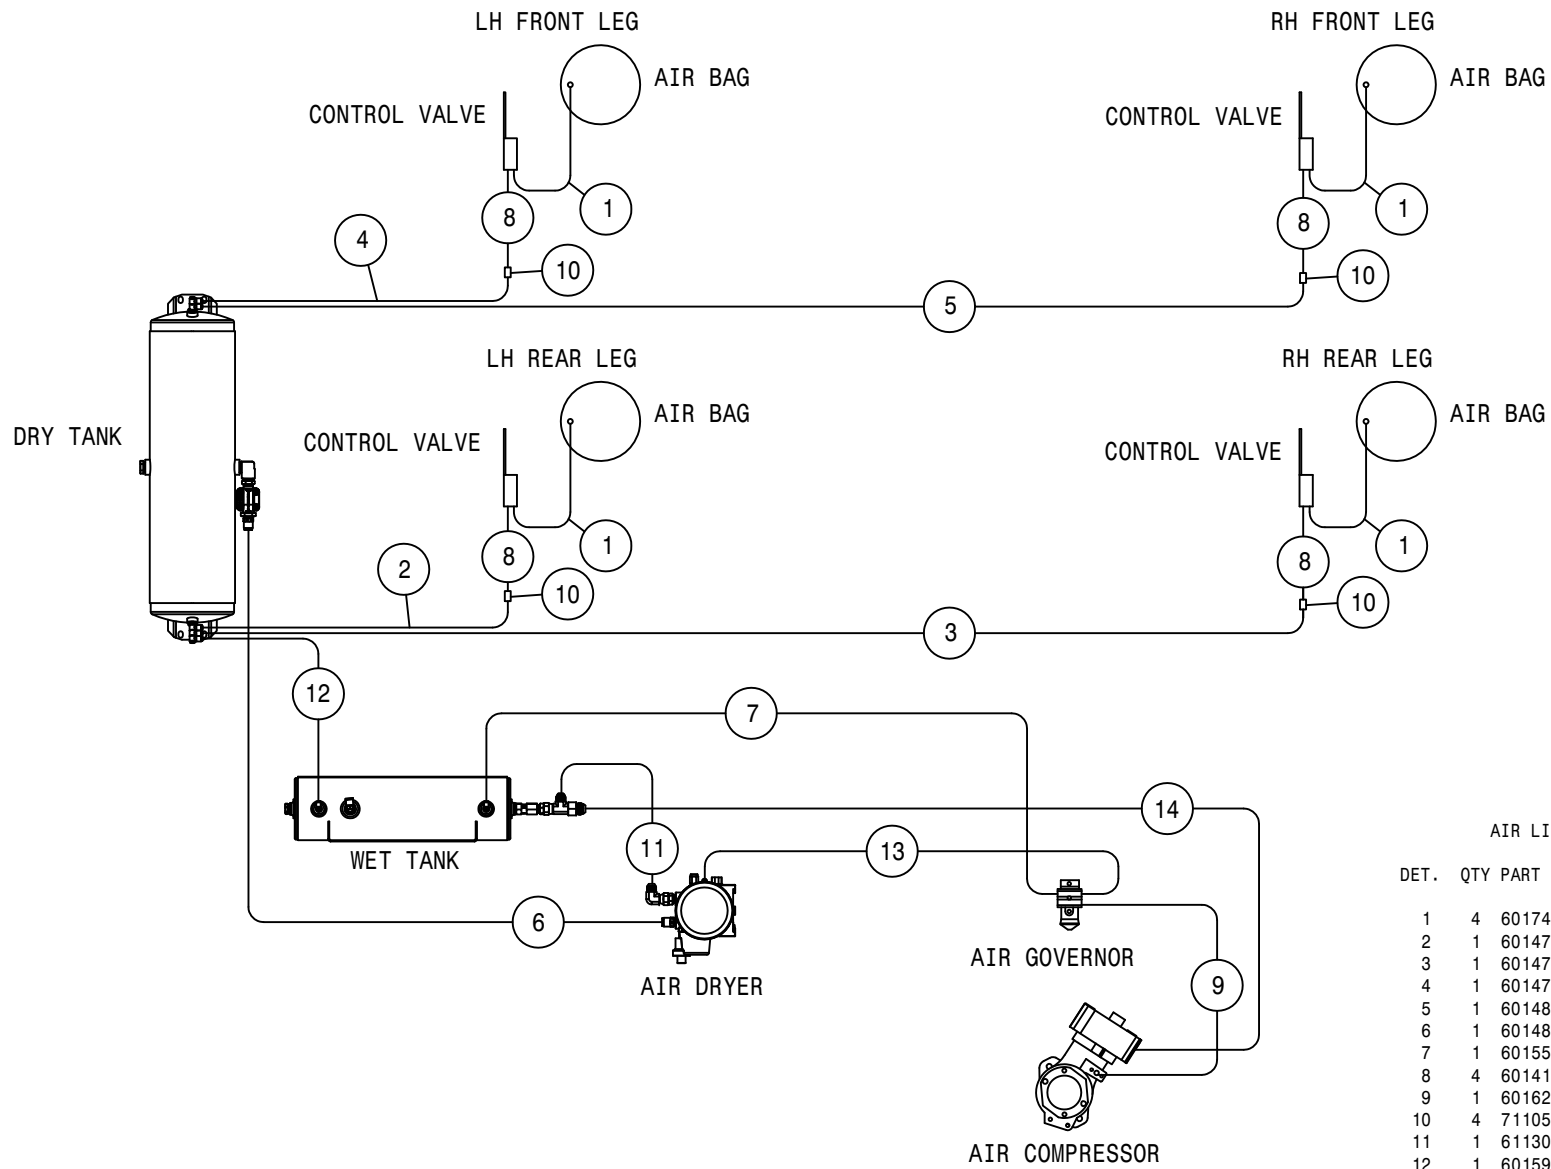 LH FRONT LEG
RH FRONT LEG
AIR BAG
AIR BAG
CONTROL VALVE
CONTROL VALVE
1
1
8
8
4
10
10
5
LH REAR LEG
RH REAR LEG
AIR BAG
AIR BAG
DRY TANK
CONTROL VALVE
CONTROL VALVE
1
1
8
8
2
10
10
3
12
7
14
WET TANK
11
13
6
AIR GOVERNOR
AIR DRYER
9
AIR COMPRESSOR
AIR LI
DET. QTY PART
1 4 60174
2 1 60147
3 1 60147
4 1 60147
5 1 60148
6 1 60148
7 1 60155
8 4 60141
9 1 60162
10 4 71105
11 1 61130
12 1 60159